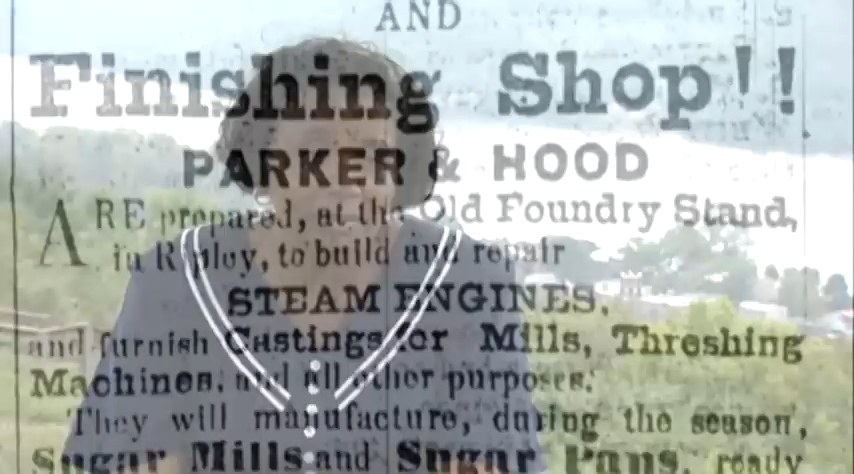 AND
Finishing Shop!!
PARKER & HOOD
ARE prepared, at the Old Foundry Stand,
in Ripley, to build and repair
STEAM ENGINES,
and furnish Castings for Mills, Threshing
Machines, and all other purposes.
They will manufacture, during the season,
Sugar Mills and Sugar Pans, ready